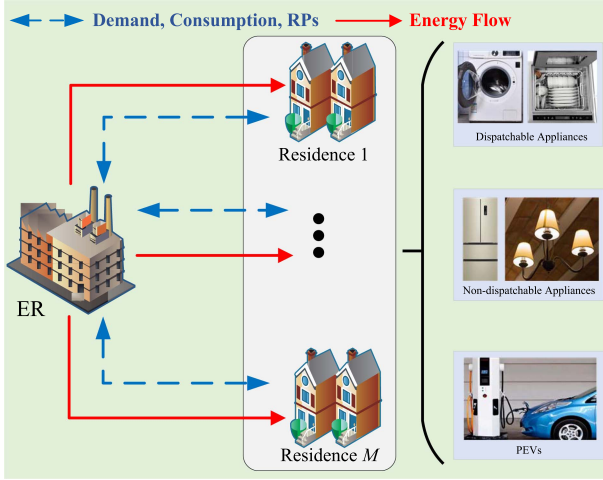 Demand, Consumption, RPs
Energy Flow
Residence 1
Dispatchable Appliances
ER
Non-dispatchable Appliances
Residence M
PEVs